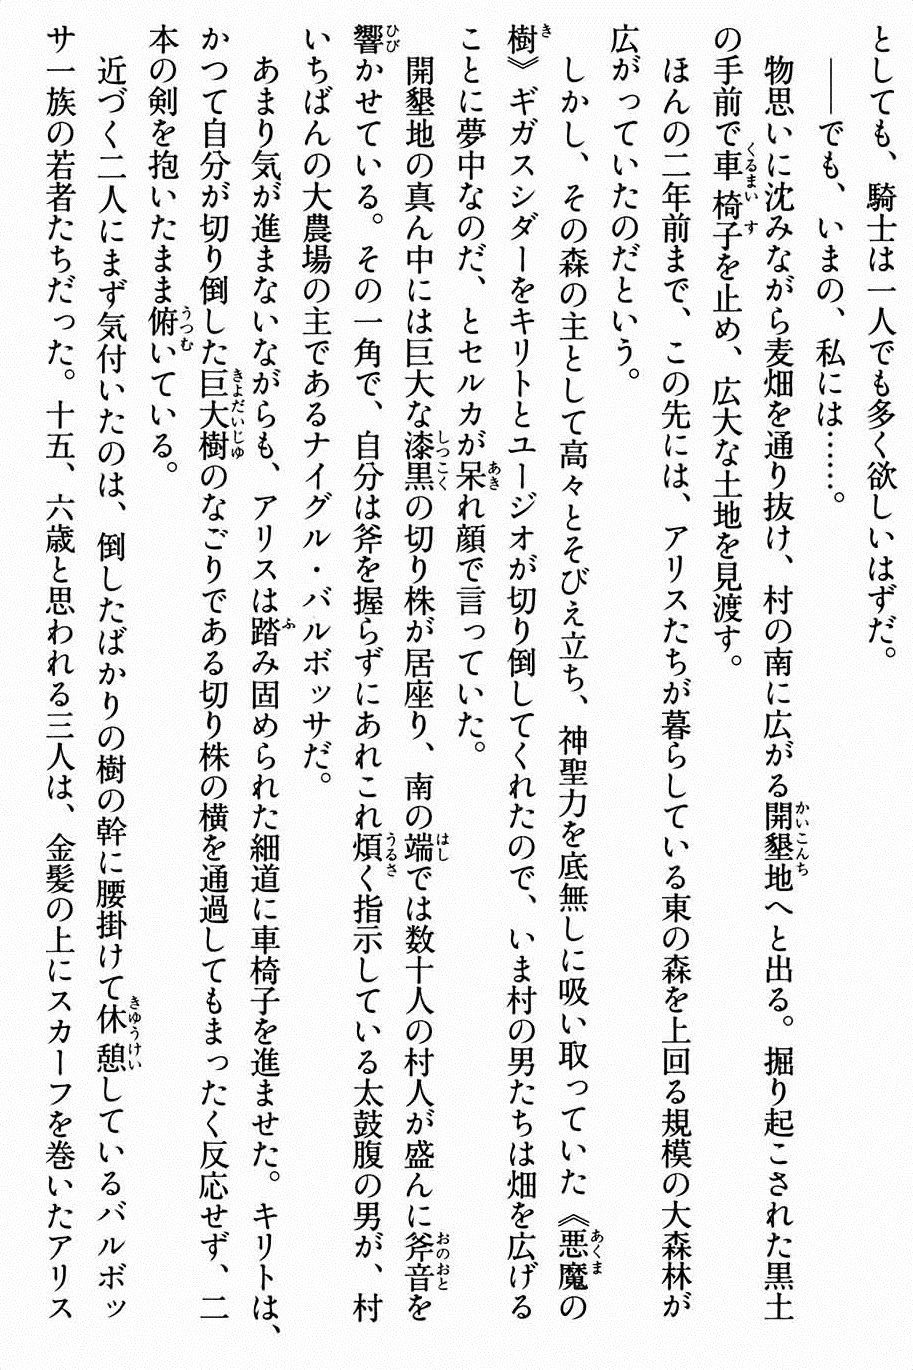 としても、騎士は一人でも多く欲しいはずだ。
――でも、いまの、私には……。
物思いに沈みながら麦畑を通り抜け、村の南に広がる開墾地へと出る。掘り起こされた黒土
の手前で車椅子を止め、広大な土地を見渡す。
ほんの二年前まで、この先には、アリスたちが暮らしている東の森を上回る規模の大森林が
広がっていたのだという。
しかし、その森の主として高々とそびえ立ち、神聖力を底無しに吸い取っていた《悪魔の
樹》ギガスシダーをキリトとユージオが切り倒してくれたので、いま村の男たちは畑を広げる
ことに夢中なのだ、とセルカが呆れ顔で言っていた。
開墾地の真ん中には巨大な漆黒の切り株が居座り、南の端では数十人の村人が盛んに斧音を
響かせている。その一角で、自分は斧を握らずにあれこれ煩く指示している太鼓腹の男が、村
いちばんの大農場の主であるナイグル・バルボッサだ。
あまり気が進まないながらも、アリスは踏み固められた細道に車椅子を進ませた。キリトは、
かつて自分が切り倒した巨大樹のなごりである切り株の横を通過してもまったく反応せず、二
本の剣を抱いたまま俯いている。
近づく二人にまず気付いたのは、倒したばかりの樹の幹に腰掛けて休憩しているバルボッ
サ一族の若者たちだった。十五、六歳と思われる三人は、金髪の上にスカーフを巻いたアリス